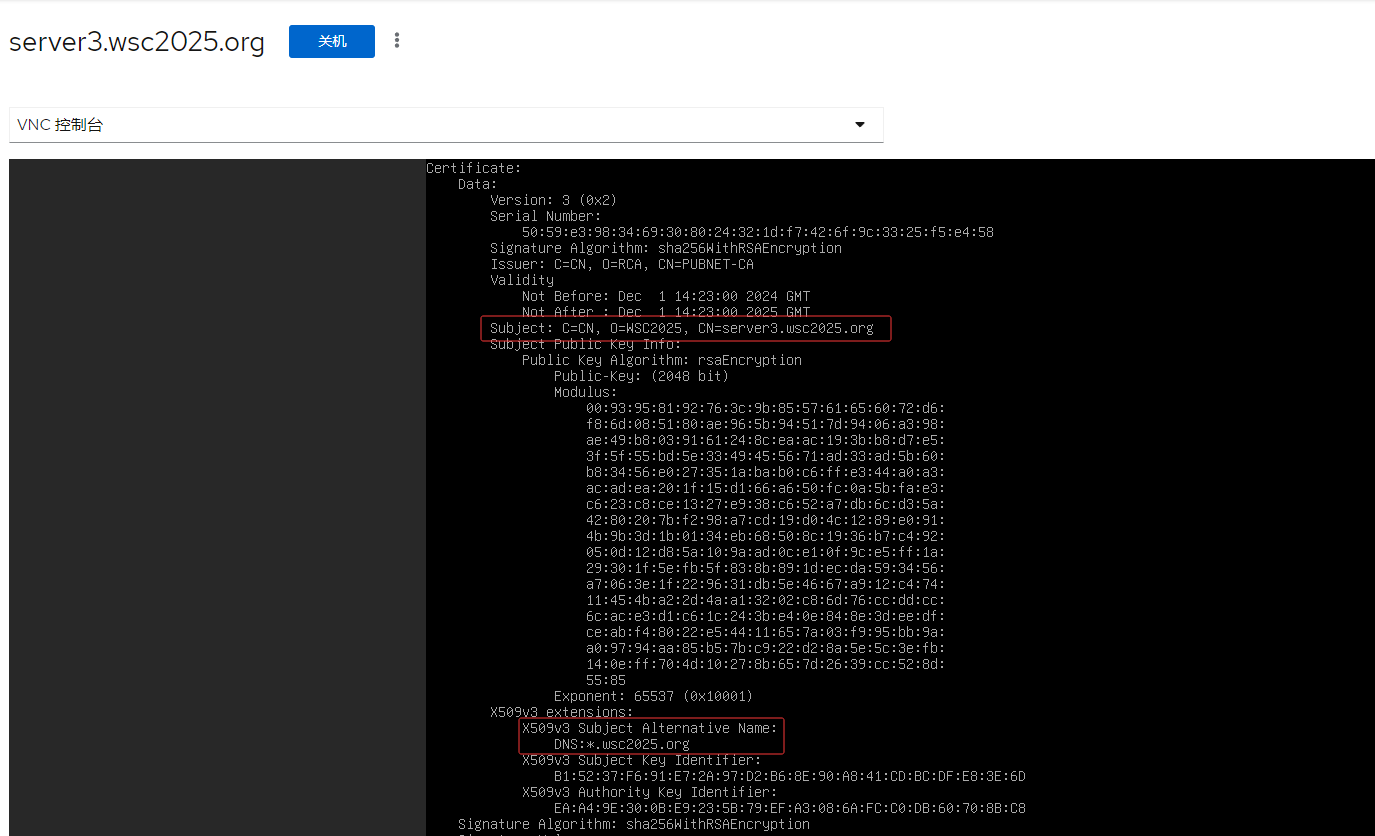 server3.wsc2025.org
关机
VNC 控制台
Certificate:
Data:
Version: 3 (0x2)
Serial Number:
50:59:e3:98:34:69:30:80:24:32:1d:f7:42:6f:9c:33:25:f5:e4:58
Signature Algorithm: sha256WithRSAEncryption
Issuer: C=CN, O=RCA, CN=PUBNET-CA
Validity
Not Before: Dec  1 14:23:00 2024 GMT
Not After : Dec  1 14:23:00 2025 GMT
Subject: C=CN, O=WSC2025, CN=server3.wsc2025.org
Subject Public Key Info:
Public Key Algorithm: rsaEncryption
Public-Key: (2048 bit)
Modulus:
00:93:95:81:92:76:3c:9b:85:57:61:65:60:72:d6:
f8:6d:08:51:80:ae:96:5b:94:51:7d:94:06:a3:98:
ae:49:b8:03:91:61:24:8c:ea:ac:19:3b:b8:d7:e5:
3f:5f:55:bd:5e:33:49:45:56:71:ad:33:ad:5b:60:
b8:34:56:e0:27:35:1a:ba:b0:c6:ff:e3:44:a0:a3:
ac:ad:ea:20:1f:15:d1:66:a6:50:fc:0a:5b:fa:e3:
c6:23:c8:ce:13:27:e9:38:c6:52:a7:db:6c:d3:5a:
42:80:20:7b:f2:98:a7:cd:19:d0:4c:12:89:e0:91:
4b:9b:3d:1b:01:34:eb:68:50:8c:19:36:b7:c4:92:
05:0d:12:d8:5a:10:9a:ad:0c:e1:0f:9c:e5:ff:1a:
29:30:1f:5e:fb:5f:83:8b:89:1d:ec:da:59:34:56:
a7:06:3e:1f:22:96:31:db:5e:46:67:a9:12:c4:74:
11:45:4b:a2:2d:4a:a1:32:02:c8:6d:76:cc:dd:cc:
6c:ac:e3:d1:c6:1c:24:3b:e4:0e:84:8e:3d:ee:df:
ce:ab:f4:80:22:e5:44:11:65:7a:03:f9:95:bb:9a:
a0:97:94:aa:85:b5:7b:c9:22:d2:8a:5e:5c:3e:fb:
14:0e:ff:70:4d:10:27:8b:65:7d:26:39:cc:52:8d:
55:85
Exponent: 65537 (0x10001)
X509v3 extensions:
X509v3 Subject Alternative Name:
DNS:*.wsc2025.org
X509v3 Subject Key Identifier:
B1:52:37:F6:91:E7:2A:97:D2:B6:8E:90:A8:41:CD:BC:DF:E8:3E:6D
X509v3 Authority Key Identifier:
EA:A4:9E:30:0B:E9:23:5B:79:EF:A3:08:6A:FC:C0:DB:60:70:8B:C8
Signature Algorithm: sha256WithRSAEncryption